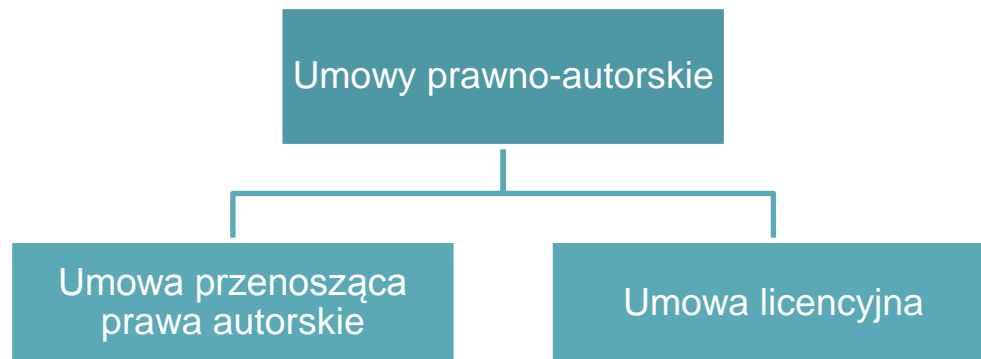 Umowy prawno-autorskie
Umowa przenosząca
prawa autorskie
Umowa licencyjna